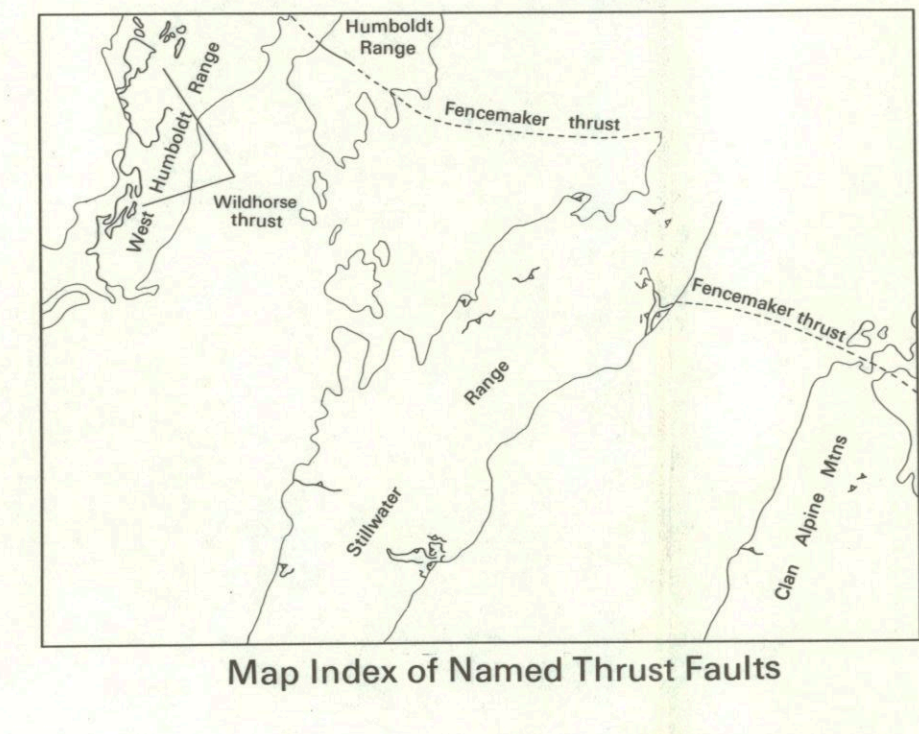 Humboldt
Range
West Humboldt Range
Fencemaker thrust
Wildhorse
thrust
Fencemaker thrust
Stillwater Range
Clan Alpine Mtns
Map Index of Named Thrust Faults